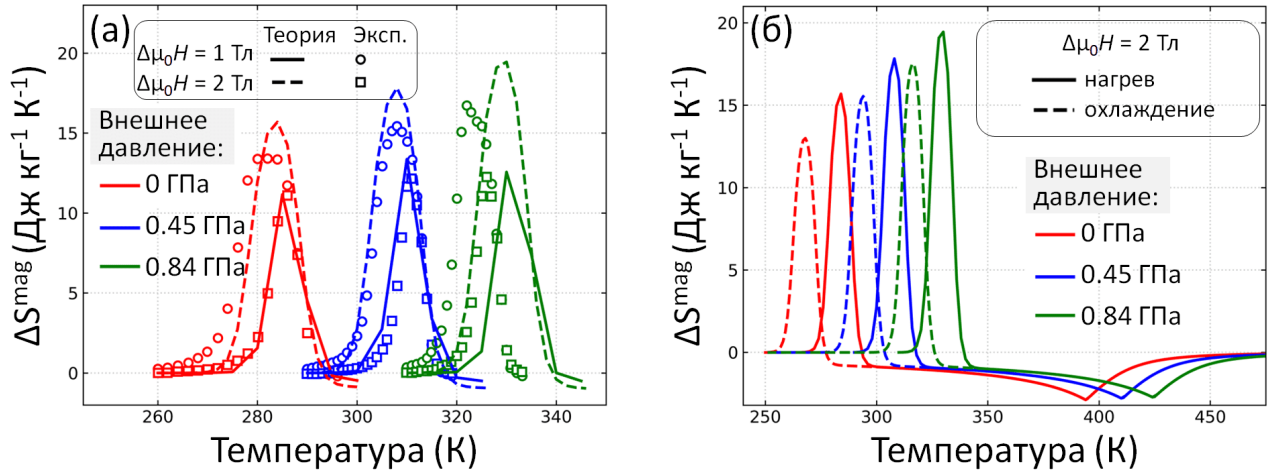 (а)
Теория Эксп.
Δμ₀H = 1 Тл
Δμ₀H = 2 Тл
Внешнее
давление:
0 ГПа
0.45 ГПа
0.84 ГПа
ΔSᵐᵃᵍ (Дж кг⁻¹ К⁻¹)
20
15
10
5
0
260 280 300 320 340
Температура (К)
(б)
Δμ₀H = 2 Тл
нагрев
охлаждение
Внешнее
давление:
0 ГПа
0.45 ГПа
0.84 ГПа
ΔSᵐᵃᵍ (Дж кг⁻¹ К⁻¹)
20
15
10
5
0
250 300 350 400 450
Температура (К)